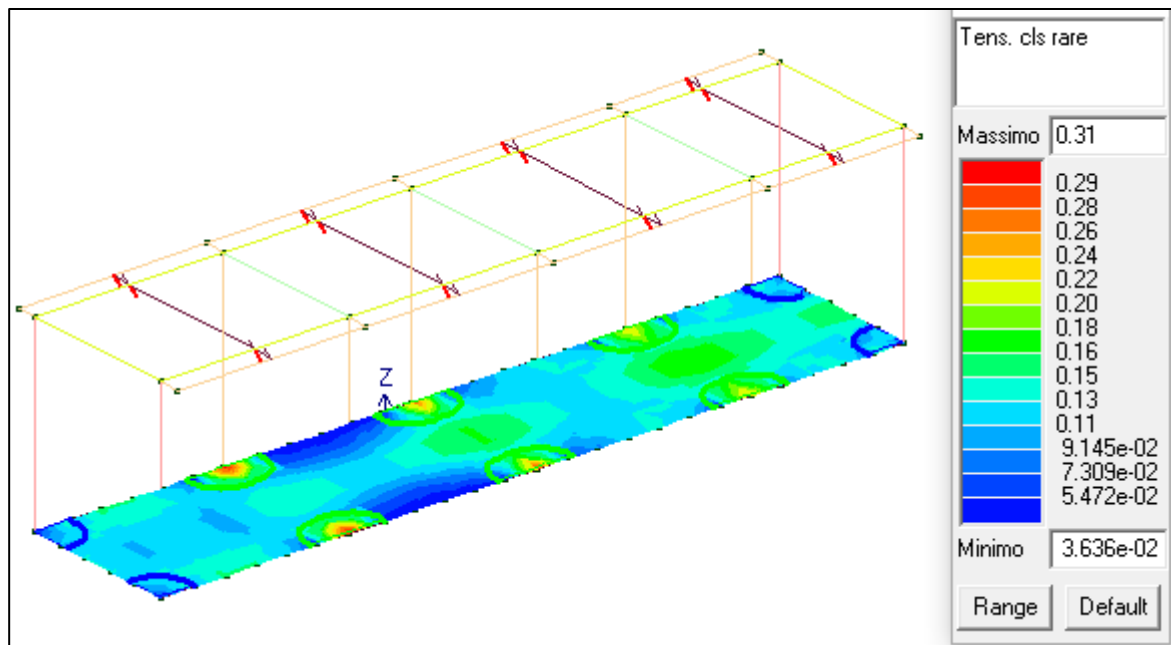 Tens. cls rare
Massimo 0.31
0.29
0.28
0.26
0.24
0.22
0.20
0.18
0.16
0.15
0.13
0.11
9.145e-02
7.309e-02
5.472e-02
Minimo 3.636e-02
Range Default
Z